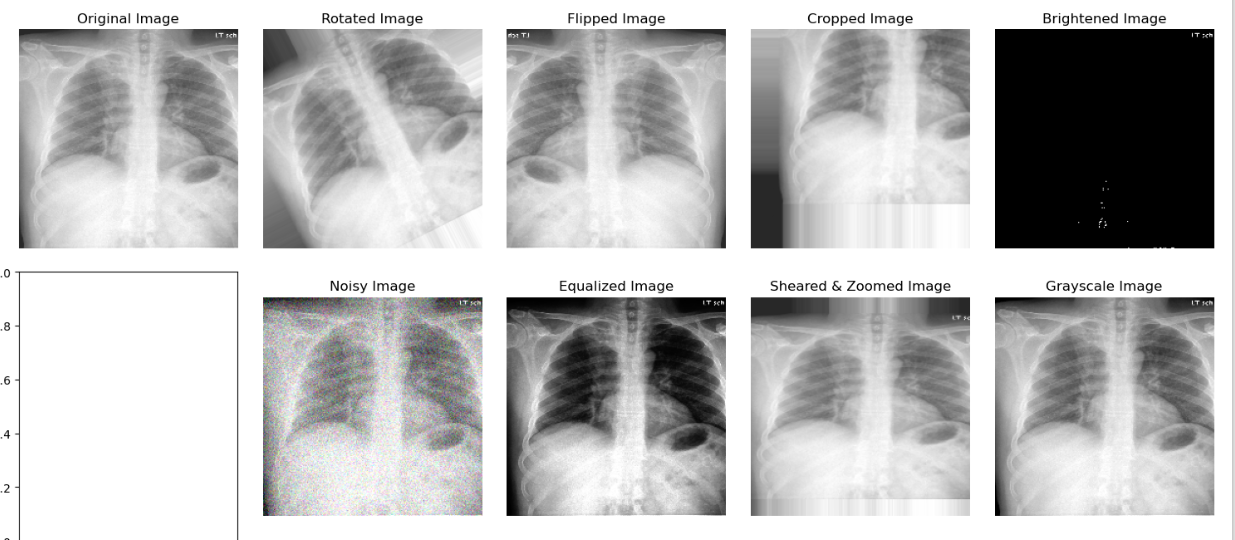 Original Image
Rotated Image
Flipped Image
Cropped Image
Brightened Image
.0
.8
.6
.4
.2
Noisy Image
Equalized Image
Sheared & Zoomed Image
Grayscale Image